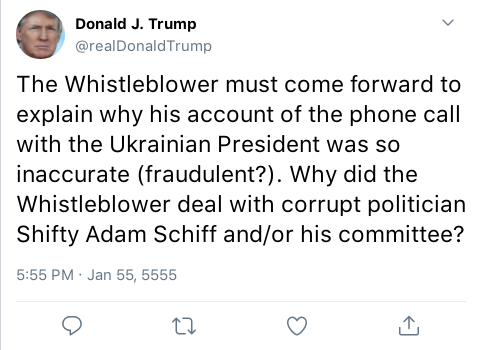 Donald J. Trump
@realDonaldTrump
The Whistleblower must come forward to
explain why his account of the phone call
with the Ukrainian President was so
inaccurate (fraudulent?). Why did the
Whistleblower deal with corrupt politician
Shifty Adam Schiff and/or his committee?
5:55 PM · Jan 55, 5555